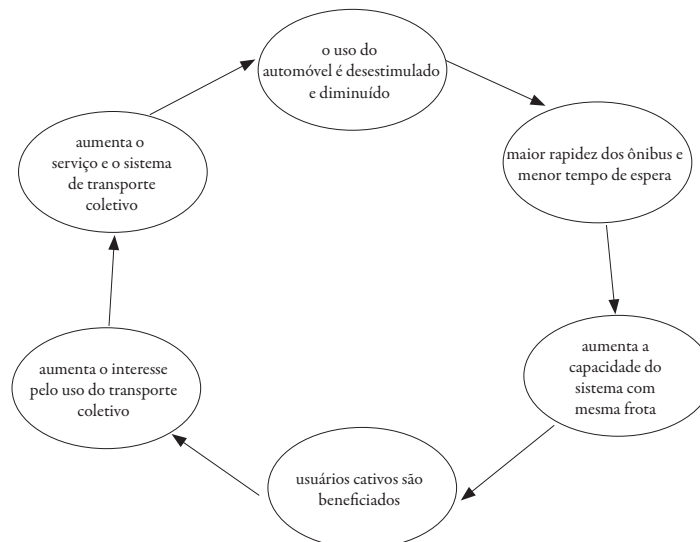 o uso do
automóvel é desestimulado
e diminuído
maior rapidez dos ônibus e
menor tempo de espera
aumenta a
capacidade do
sistema com
mesma frota
usuários cativos são
beneficiados
aumenta o interesse
pelo uso do transporte
coletivo
aumenta o
serviço e o sistema
de transporte
coletivo